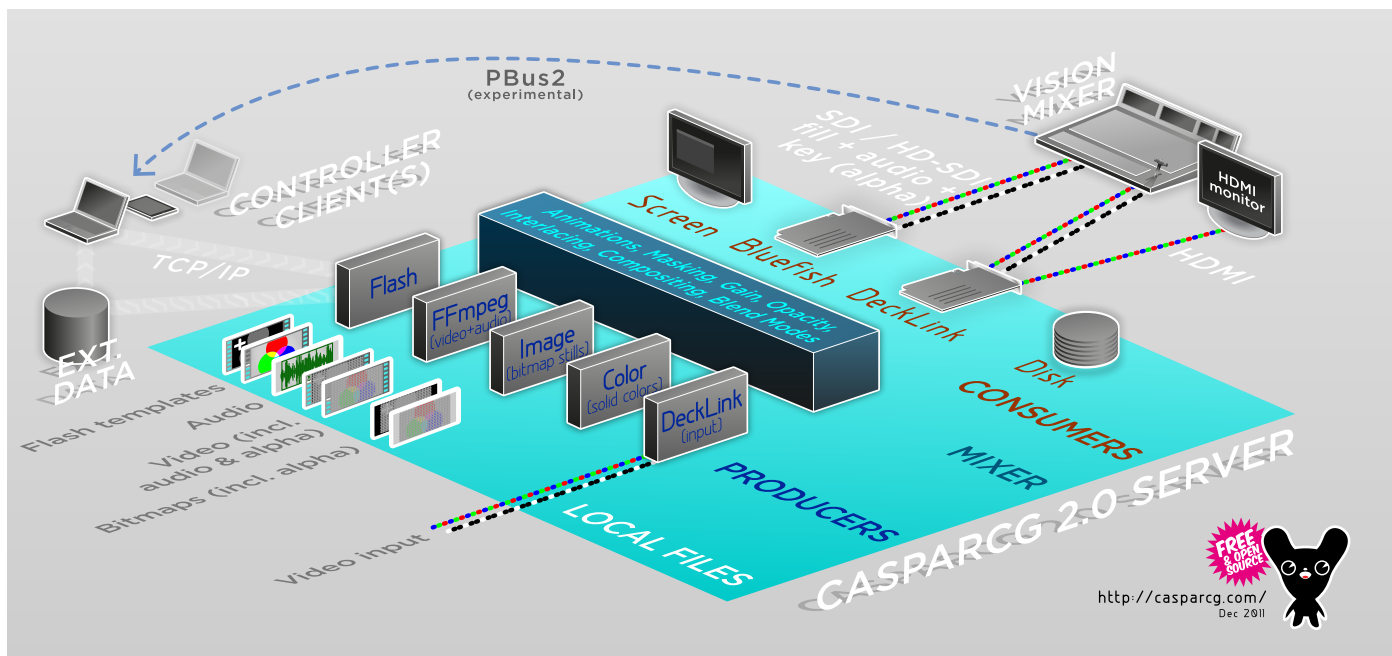 PBus2
(experimental)
VISION
MIXER
SDI / HD-SDI
fill + audio +
key (alpha)
HDMI
monitor
HDMI
CONTROLLER
CLIENT(S)
TCP/IP
EXT.
DATA
Animations, Masking, Gain, Opacity,
Interlacing, Compositing, Blend Nodes
Screen
Bluefish
DeckLink
Disk
Flash
FFmpeg
(video+audio)
Image
(bitmap stills)
Color
(solid colors)
DeckLink
(input)
Flash templates
Audio
Video (incl.
audio & alpha)
Bitmaps (incl. alpha)
Video input
LOCAL FILES
PRODUCERS
MIXER
CONSUMERS
CASPARCG 2.0 SERVER
FREE
& OPEN
SOURCE
http://casparcg.com/
Dec 2011